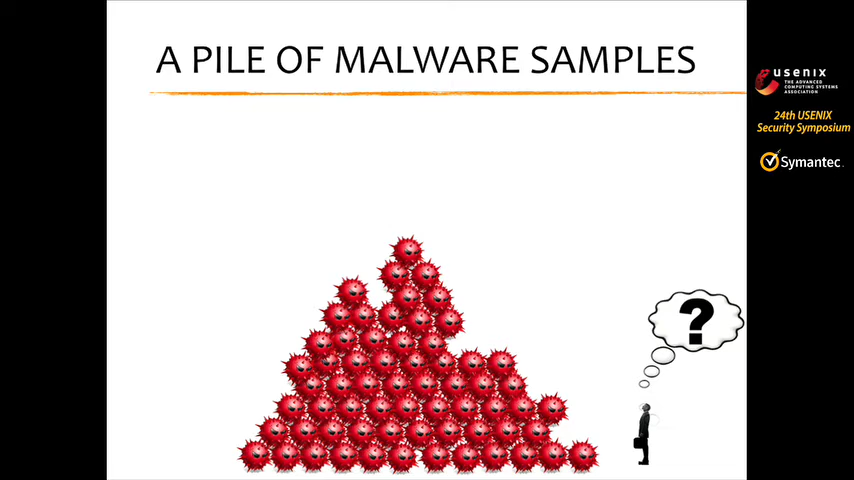 A PILE OF MALWARE SAMPLES
usenix
THE ADVANCED
COMPUTING SYSTEMS
ASSOCIATION
24th USENIX
Security Symposium
Symantec.
?